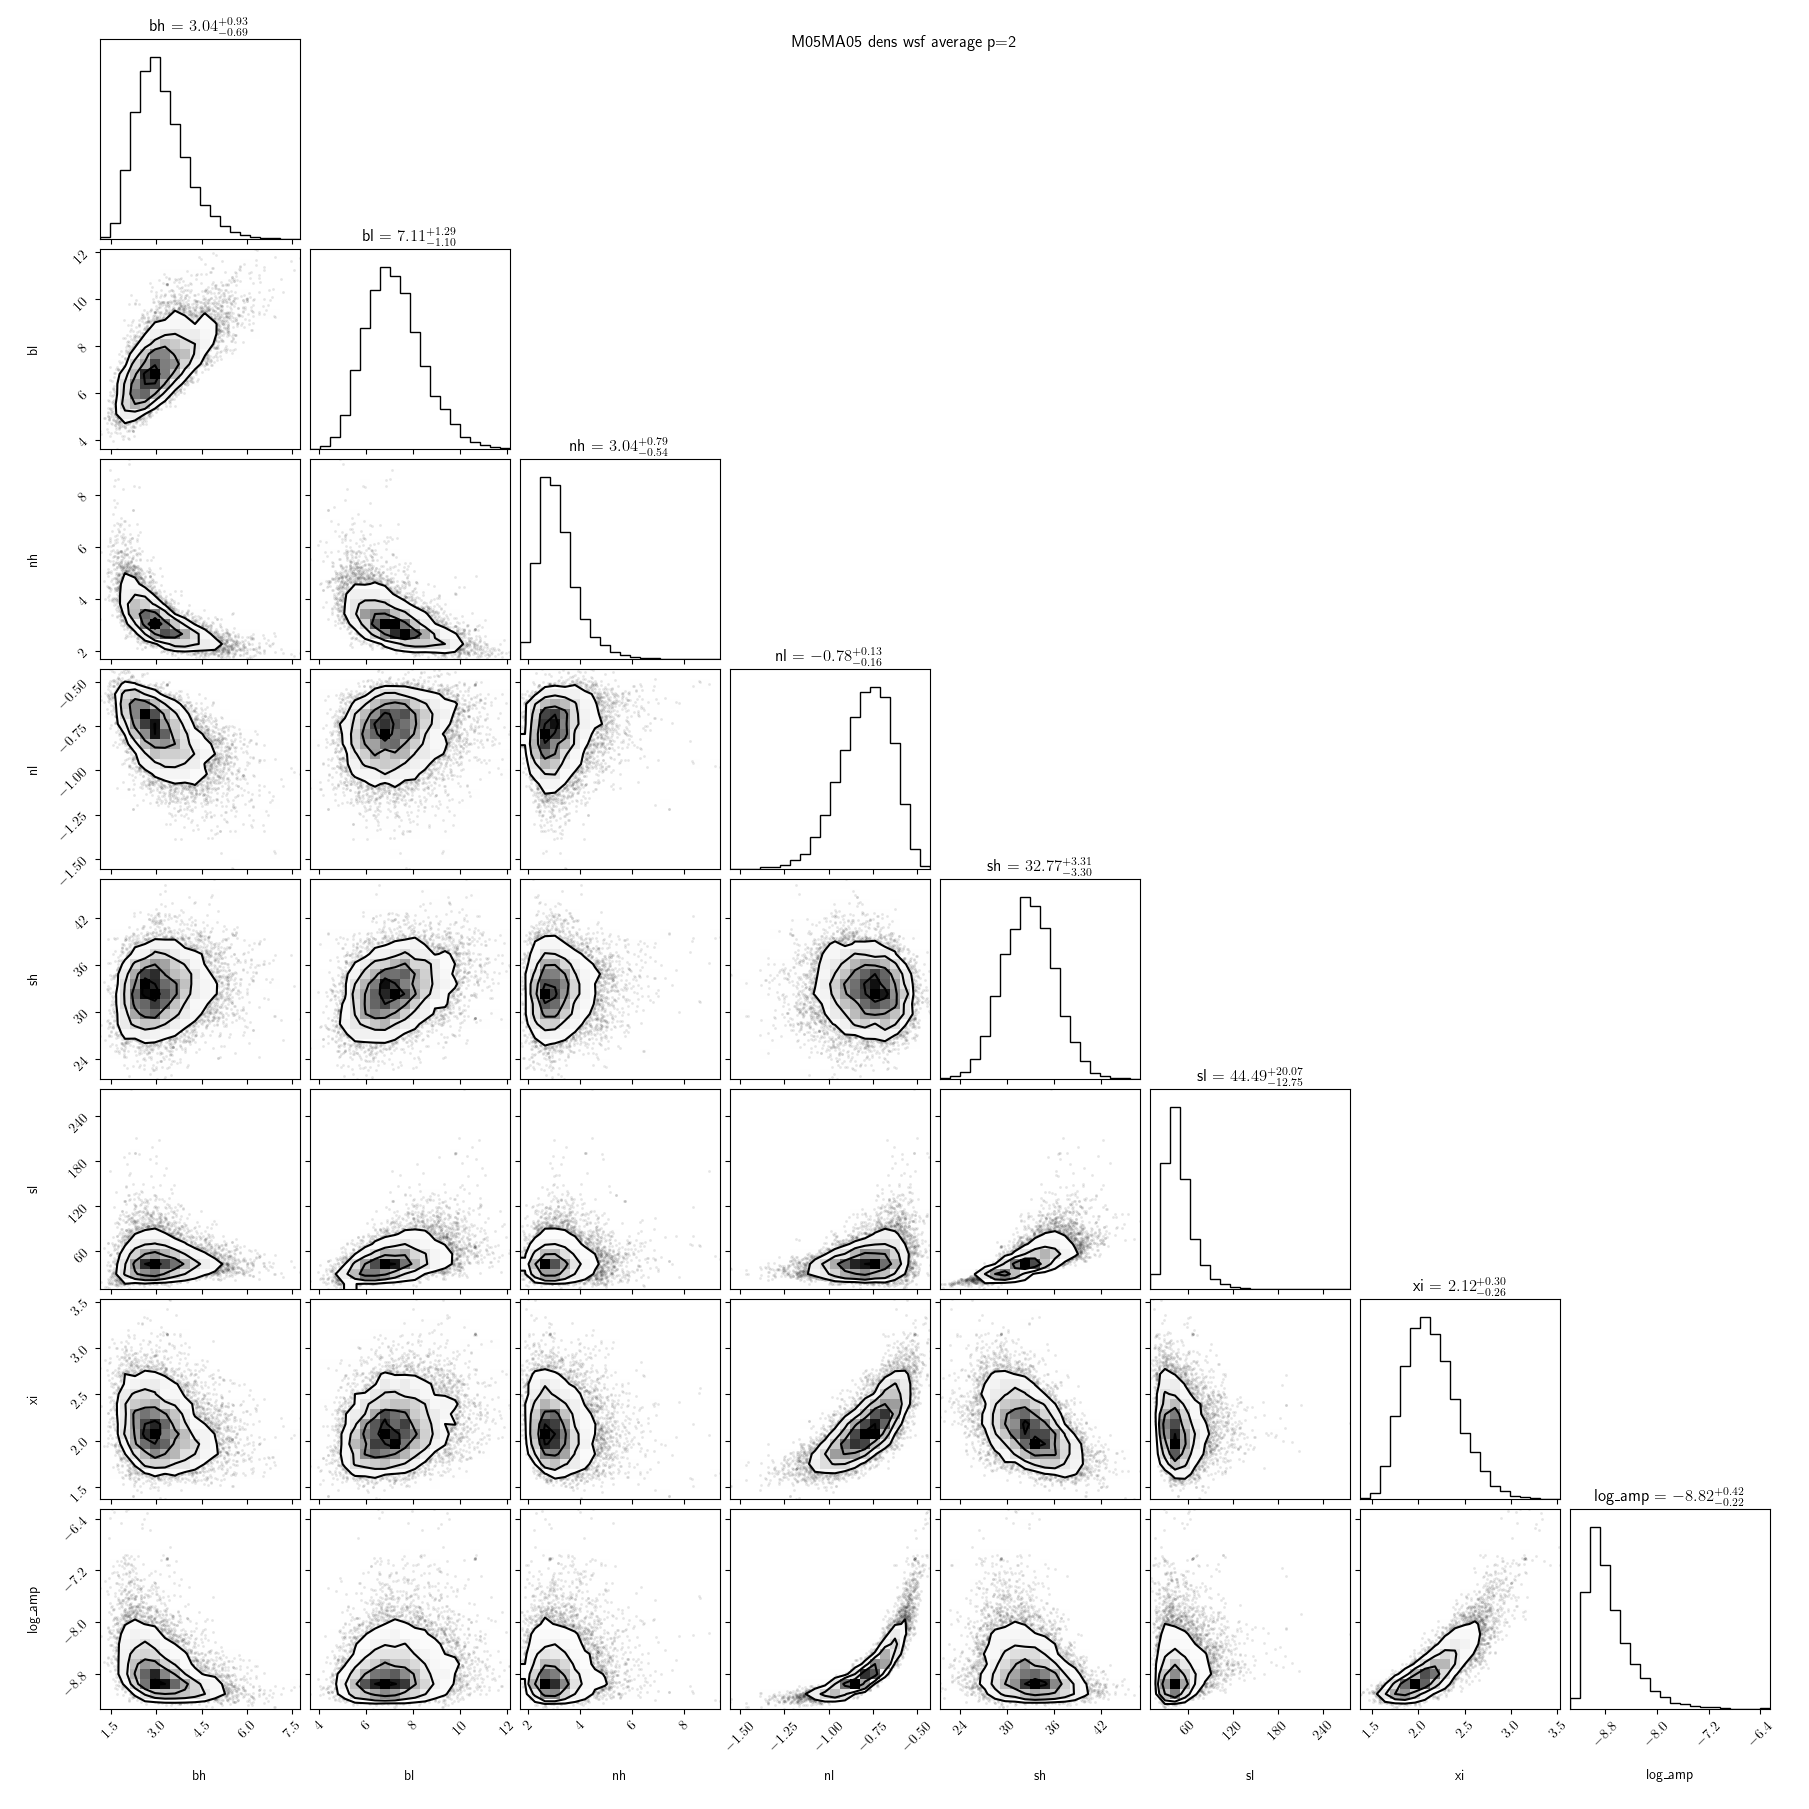 bh = 3.04+0.93−0.69
M05MA05 dens wsf average p=2
bl = 7.11+1.29−1.10
12
10
8
6
4
bl
nh = 3.04+0.79−0.54
8
6
4
2
nh
nl = −0.78+0.13−0.16
−0.50
−0.75
−1.00
−1.25
−1.50
nl
sh = 32.77+3.31−3.30
42
36
30
24
sh
sl = 44.49+20.07−12.75
240
180
120
60
sl
xi = 2.12+0.30−0.26
3.5
3.0
2.5
2.0
1.5
xi
log_amp = −8.82+0.42−0.22
−6.4
−7.2
−8.0
−8.8
log_amp
1.5 3.0 4.5 6.0 7.5 4 6 8 10 12 2 4 6 8 −1.50 −1.25 −1.00 −0.75 −0.50 24 30 36 42 60 120 180 240 1.5 2.0 2.5 3.0 3.5 −8.8 −8.0 −7.2 −6.4
bh bl nh nl sh sl xi log_amp